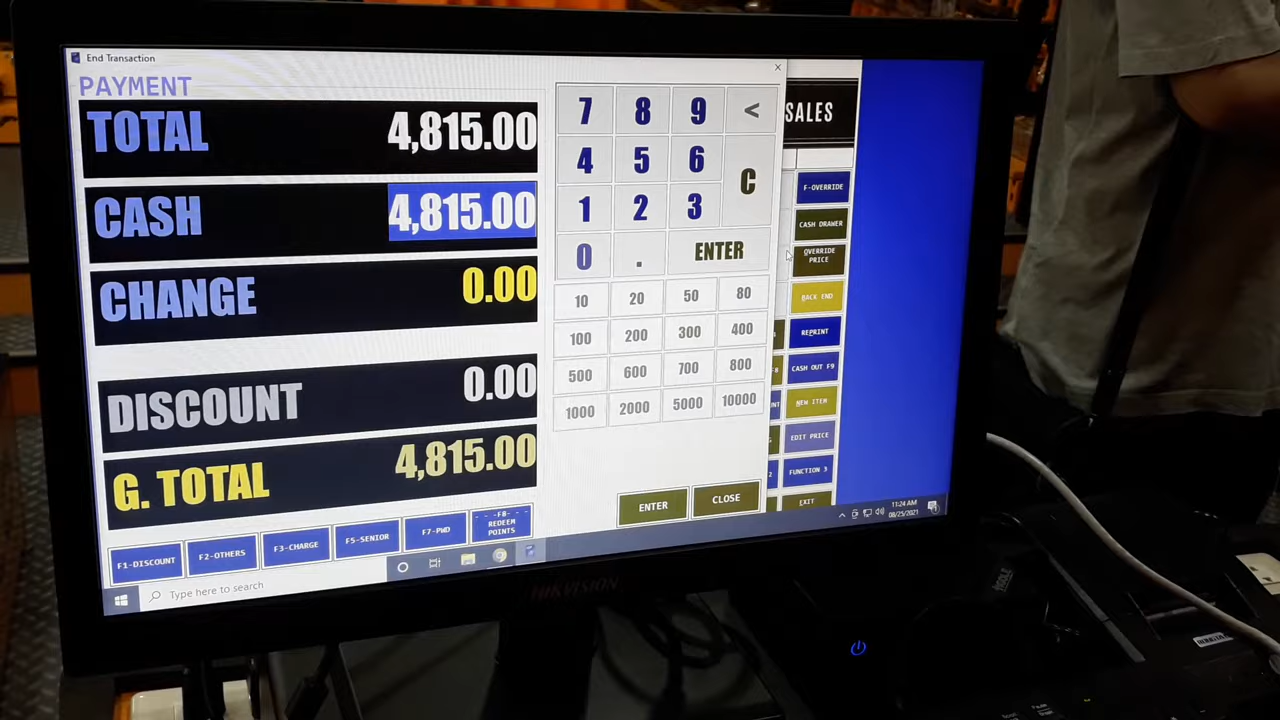 End Transaction
PAYMENT
TOTAL 4,815.00
CASH 4,815.00
CHANGE 0.00
DISCOUNT 0.00
G. TOTAL 4,815.00
7 8 9 <
4 5 6 C
1 2 3
0 . ENTER
10 20 50 80
100 200 300 400
500 600 700 800
1000 2000 5000 10000
ENTER CLOSE
F1-DISCOUNT F2-OTHERS F3-CHARGE F5-SENIOR F7-PWD
- -F8- -
REDEEM
POINTS
SALES
F-OVERRIDE
CASH DRAWER
OVERRIDE
PRICE
BACK END
REPRINT
CASH OUT F9
NEW ITEM
EDIT PRICE
FUNCTION 3
EXIT
Type here to search
11:24 AM
08/25/2021
HIKVISION